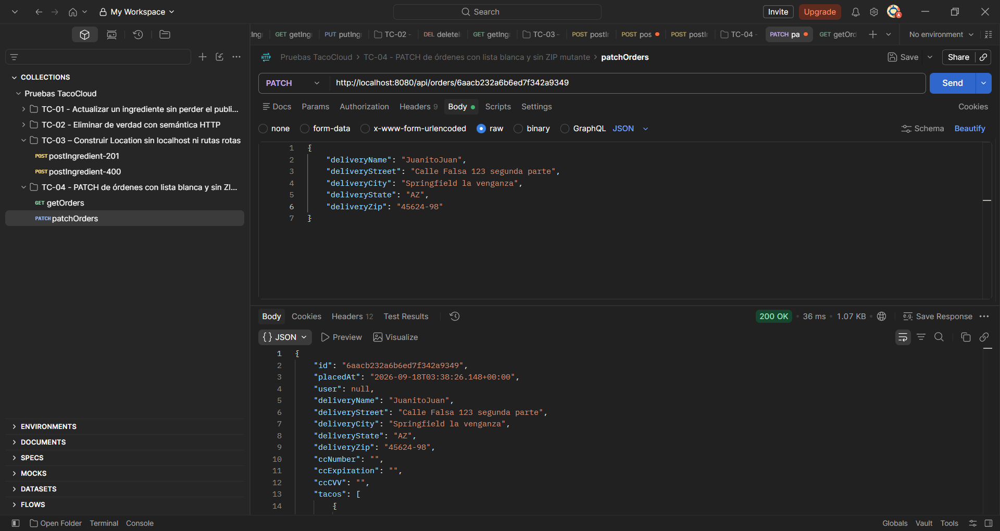 My Workspace
Search
Invite
Upgrade
GET getIng
PUT putIng
TC-02 -
DEL deleteI
GET getIng
TC-03 -
POST postIr
POST pos
POST postIr
TC-04 -
PATCH pa
GET getOrd
No environment
HTTP
Pruebas TacoCloud > TC-04 - PATCH de órdenes con lista blanca y sin ZIP mutante > patchOrders
Save
Share
COLLECTIONS
Pruebas TacoCloud
TC-01 - Actualizar un ingrediente sin perder el publi...
TC-02 - Eliminar de verdad con semántica HTTP
TC-03 – Construir Location sin localhost ni rutas rotas
POST postIngredient-201
POST postIngredient-400
TC-04 - PATCH de órdenes con lista blanca y sin ZI...
GET getOrders
PATCH patchOrders
ENVIRONMENTS
DOCUMENTS
SPECS
MOCKS
DATASETS
FLOWS
PATCH
http://localhost:8080/api/orders/6aacb232a6b6ed7f342a9349
Send
Docs
Params
Authorization
Headers 9
Body
Scripts
Settings
Cookies
none
form-data
x-www-form-urlencoded
raw
binary
GraphQL
JSON
Schema
Beautify
1 {
2 "deliveryName": "JuanitoJuan",
3 "deliveryStreet": "Calle Falsa 123 segunda parte",
4 "deliveryCity": "Springfield la venganza",
5 "deliveryState": "AZ",
6 "deliveryZip": "45624-98"
7 }
Body
Cookies
Headers 12
Test Results
200 OK
36 ms
1.07 KB
e.g. Save Response
{} JSON
Preview
Visualize
1 {
2 "id": "6aacb232a6b6ed7f342a9349",
3 "placedAt": "2026-09-18T03:38:26.148+00:00",
4 "user": null,
5 "deliveryName": "JuanitoJuan",
6 "deliveryStreet": "Calle Falsa 123 segunda parte",
7 "deliveryCity": "Springfield la venganza",
8 "deliveryState": "AZ",
9 "deliveryZip": "45624-98",
10 "ccNumber": "",
11 "ccExpiration": "",
12 "ccCVV": "",
13 "tacos": [
14 {
Open Folder
Terminal
Console
Globals
Vault
Tools